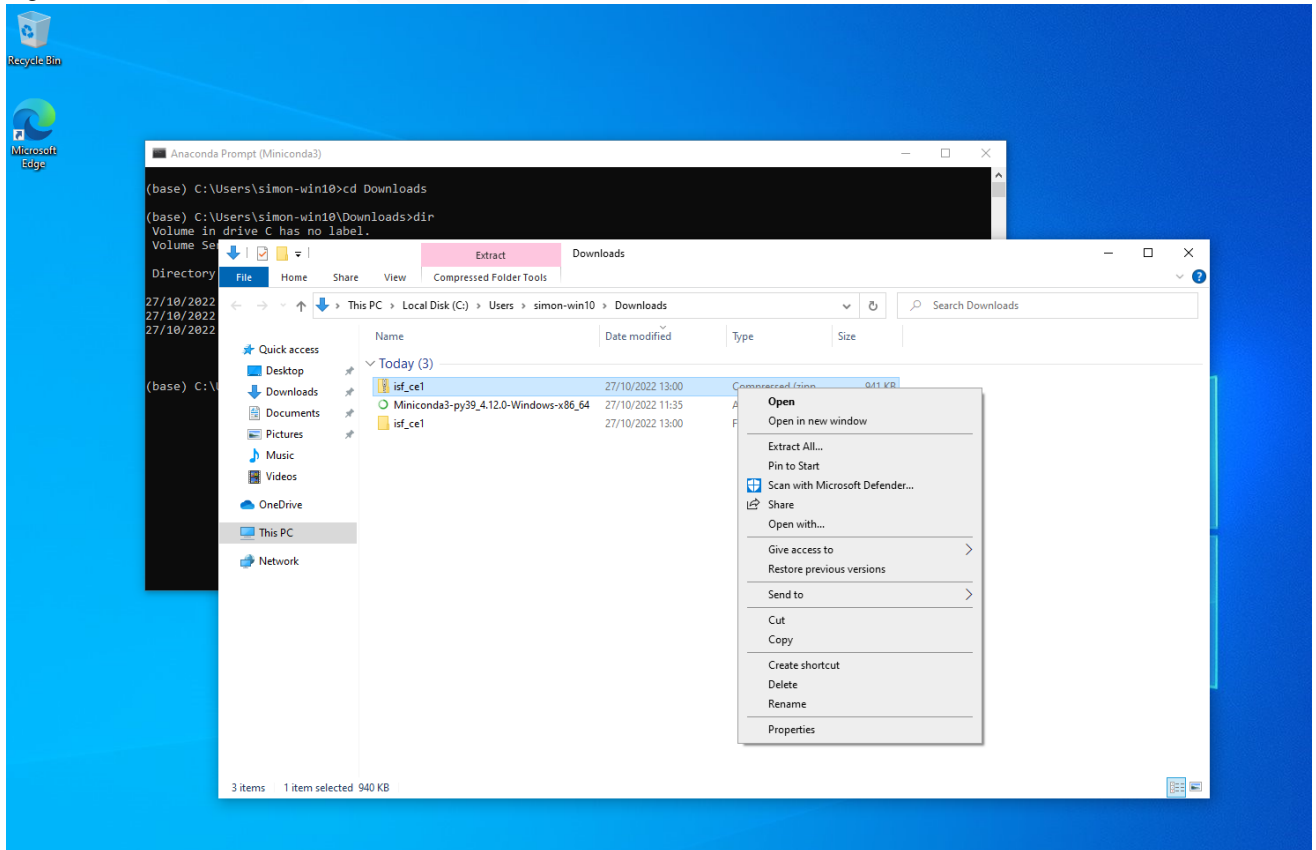 Recycle Bin
Microsoft
Edge
Anaconda Prompt (Miniconda3)
(base) C:\Users\simon-win10>cd Downloads
(base) C:\Users\simon-win10\Downloads>dir
Volume in drive C has no label.
Volume
Directory
27/10/2022
27/10/2022
27/10/2022
(base) C:\
Extract
Downloads
File Home Share View Compressed Folder Tools
This PC > Local Disk (C:) > Users > simon-win10 > Downloads
Search Downloads
Name Date modified Type Size
Today (3)
isf_ce1 27/10/2022 13:00 Compressed (zipp... 941 KB
Miniconda3-py39_4.12.0-Windows-x86_64 27/10/2022 11:35 A
isf_ce1 27/10/2022 13:00 F
Quick access
Desktop
Downloads
Documents
Pictures
Music
Videos
OneDrive
This PC
Network
Open
Open in new window
Extract All...
Pin to Start
Scan with Microsoft Defender...
Share
Open with...
Give access to
Restore previous versions
Send to
Cut
Copy
Create shortcut
Delete
Rename
Properties
3 items 1 item selected 940 KB